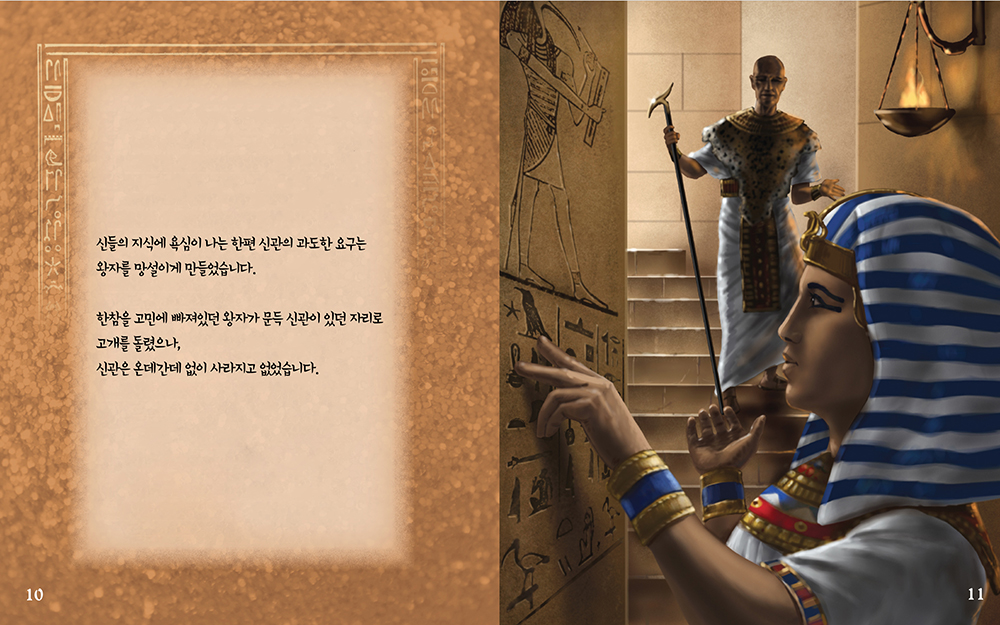 신들의 지식에 욕심이 나는 한편 신관의 과도한 요구는
왕자를 망설이게 만들었습니다.
한참을 고민에 빠져있던 왕자가 문득 신관이 있던 자리로
고개를 돌렸으나,
신관은 온데간데 없이 사라지고 없었습니다.
10
11